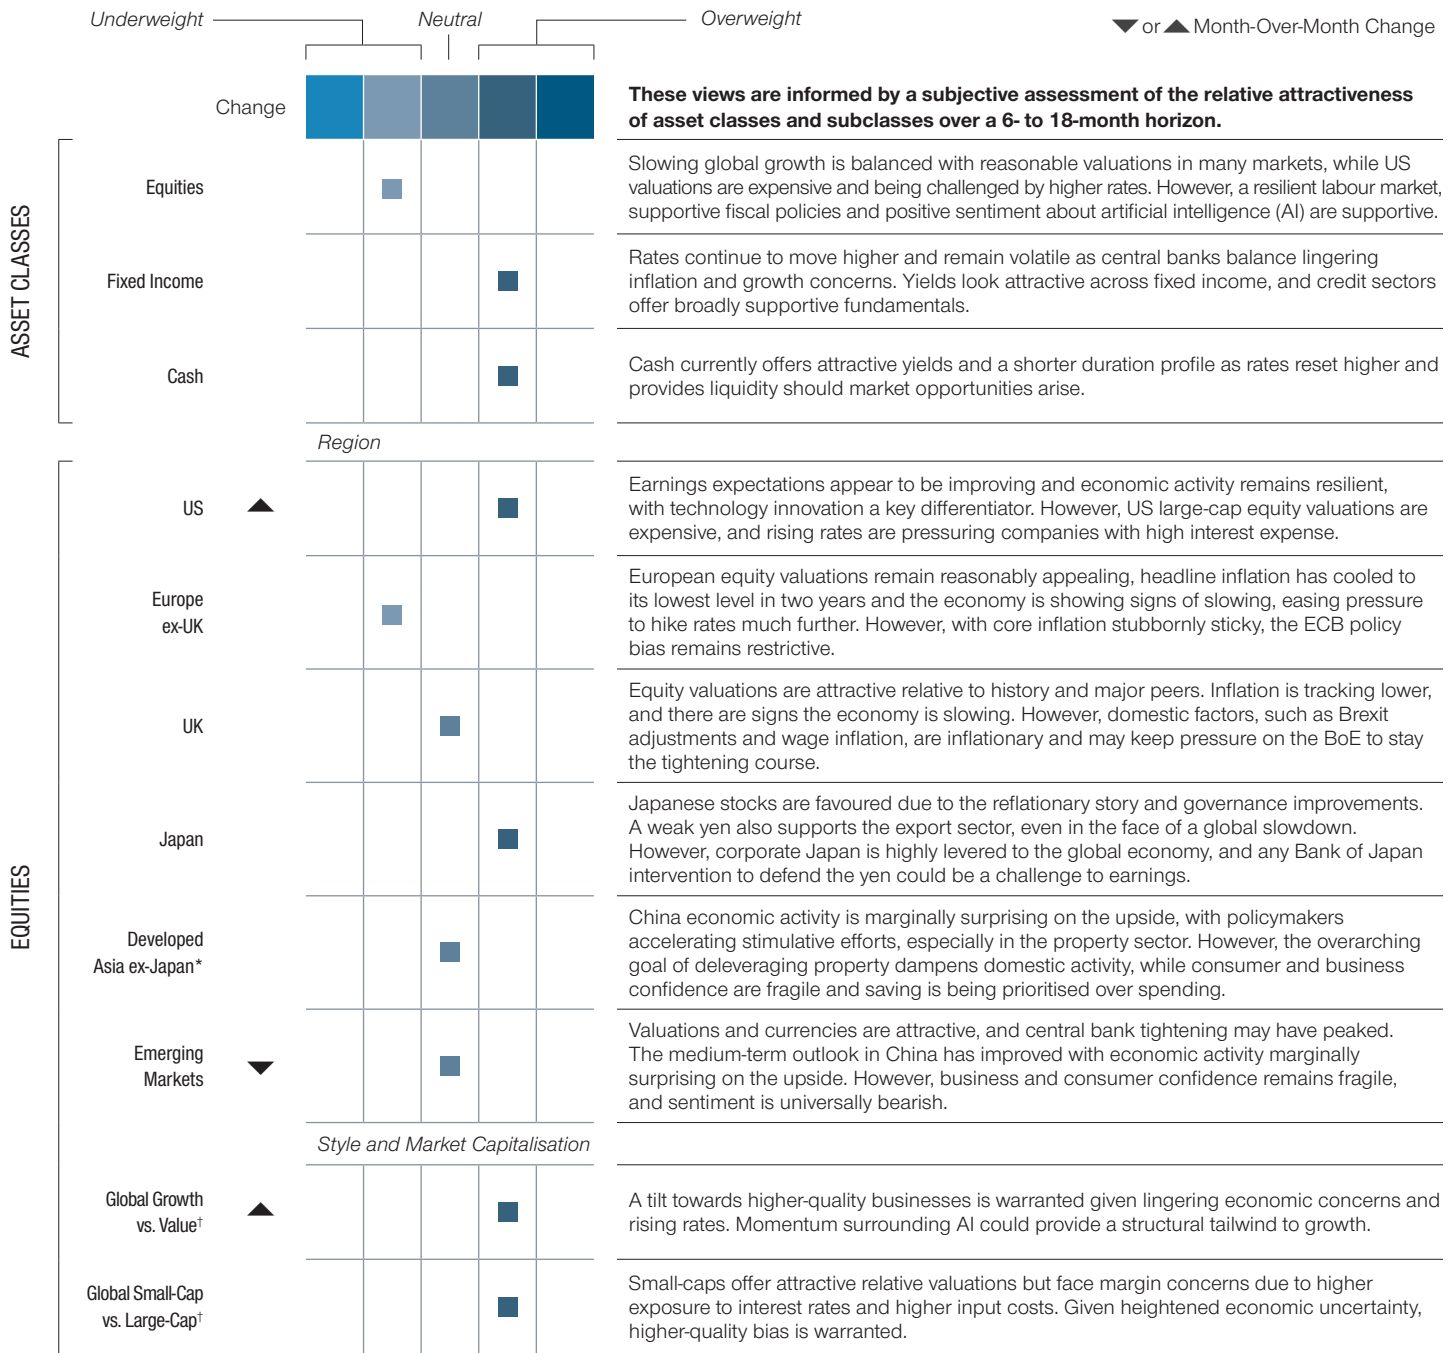 Underweight
Neutral
Overweight
▼ or ▲ Month-Over-Month Change
Change
These views are informed by a subjective assessment of the relative attractiveness
of asset classes and subclasses over a 6- to 18-month horizon.
ASSET CLASSES
Equities
Slowing global growth is balanced with reasonable valuations in many markets, while US
valuations are expensive and being challenged by higher rates. However, a resilient labour market,
supportive fiscal policies and positive sentiment about artificial intelligence (AI) are supportive.
Fixed Income
Rates continue to move higher and remain volatile as central banks balance lingering
inflation and growth concerns. Yields look attractive across fixed income, and credit sectors
offer broadly supportive fundamentals.
Cash
Cash currently offers attractive yields and a shorter duration profile as rates reset higher and
provides liquidity should market opportunities arise.
EQUITIES
Region
US
▲
Earnings expectations appear to be improving and economic activity remains resilient,
with technology innovation a key differentiator. However, US large-cap equity valuations are
expensive, and rising rates are pressuring companies with high interest expense.
Europe
ex-UK
European equity valuations remain reasonably appealing, headline inflation has cooled to
its lowest level in two years and the economy is showing signs of slowing, easing pressure
to hike rates much further. However, with core inflation stubbornly sticky, the ECB policy
bias remains restrictive.
UK
Equity valuations are attractive relative to history and major peers. Inflation is tracking lower,
and there are signs the economy is slowing. However, domestic factors, such as Brexit
adjustments and wage inflation, are inflationary and may keep pressure on the BoE to stay
the tightening course.
Japan
Japanese stocks are favoured due to the reflationary story and governance improvements.
A weak yen also supports the export sector, even in the face of a global slowdown.
However, corporate Japan is highly levered to the global economy, and any Bank of Japan
intervention to defend the yen could be a challenge to earnings.
Developed
Asia ex-Japan*
China economic activity is marginally surprising on the upside, with policymakers
accelerating stimulative efforts, especially in the property sector. However, the overarching
goal of deleveraging property dampens domestic activity, while consumer and business
confidence are fragile and saving is being prioritised over spending.
Emerging
Markets
▼
Valuations and currencies are attractive, and central bank tightening may have peaked.
The medium-term outlook in China has improved with economic activity marginally
surprising on the upside. However, business and consumer confidence remains fragile,
and sentiment is universally bearish.
Style and Market Capitalisation
Global Growth
vs. Value†
▲
A tilt towards higher-quality businesses is warranted given lingering economic concerns and
rising rates. Momentum surrounding AI could provide a structural tailwind to growth.
Global Small-Cap
vs. Large-Cap†
Small-caps offer attractive relative valuations but face margin concerns due to higher
exposure to interest rates and higher input costs. Given heightened economic uncertainty,
higher-quality bias is warranted.